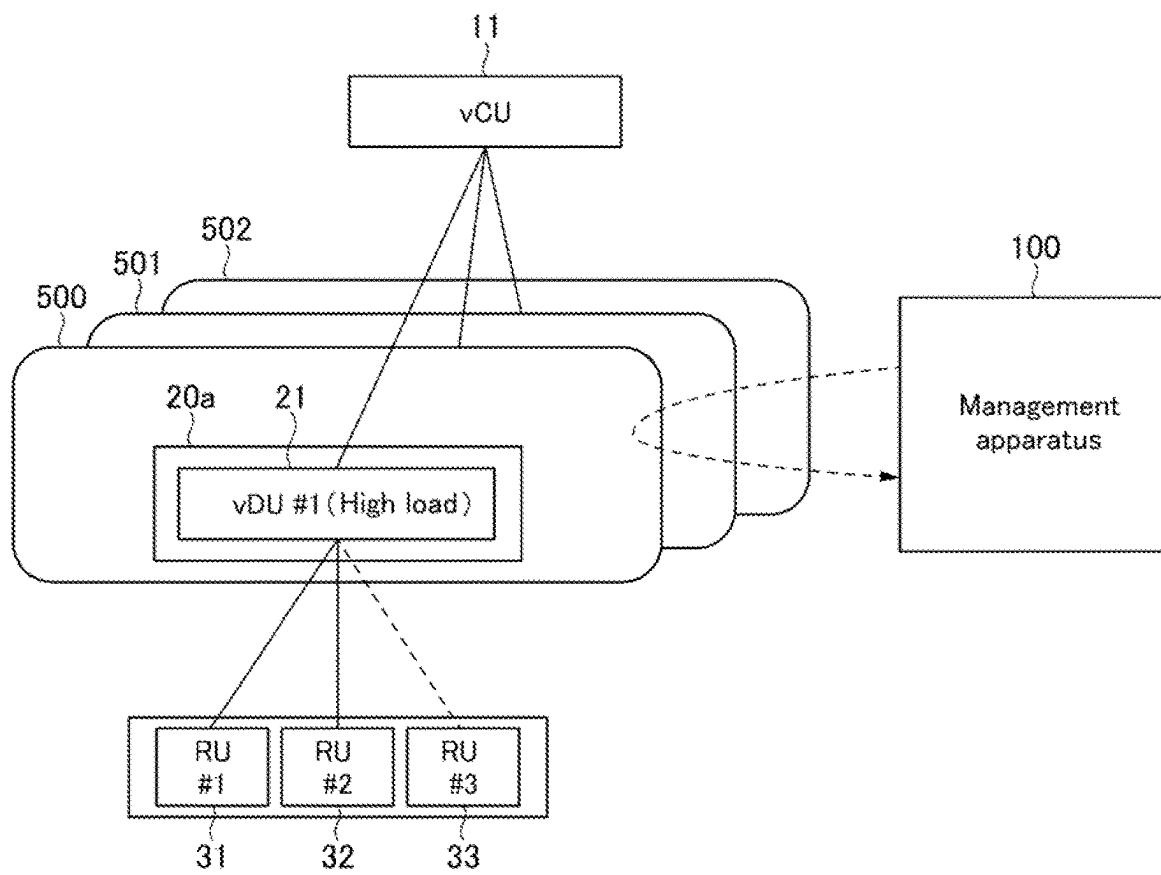 11
vCU
502
501
500
100
20a
21
Management
apparatus
vDU #1(High load)
RU
#1
RU
#2
RU
#3
31
32
33